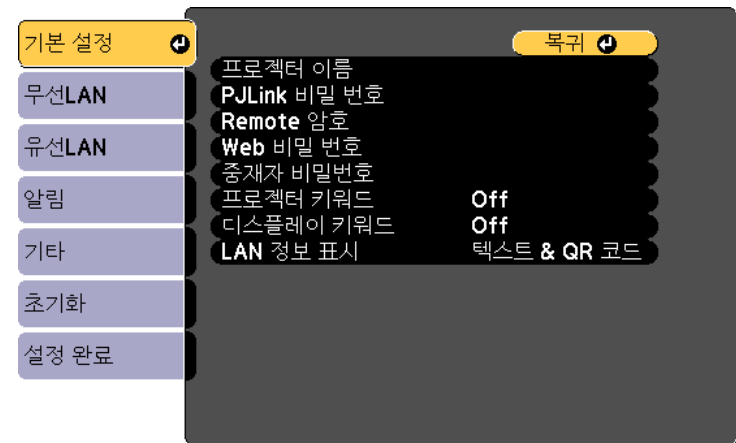 기본 설정
무선LAN
유선LAN
알림
기타
초기화
설정 완료
복귀
프로젝터 이름
PJLink 비밀 번호
Remote 암호
Web 비밀 번호
중재자 비밀번호
프로젝터 키워드 Off
디스플레이 키워드 Off
LAN 정보 표시 텍스트 & QR 코드